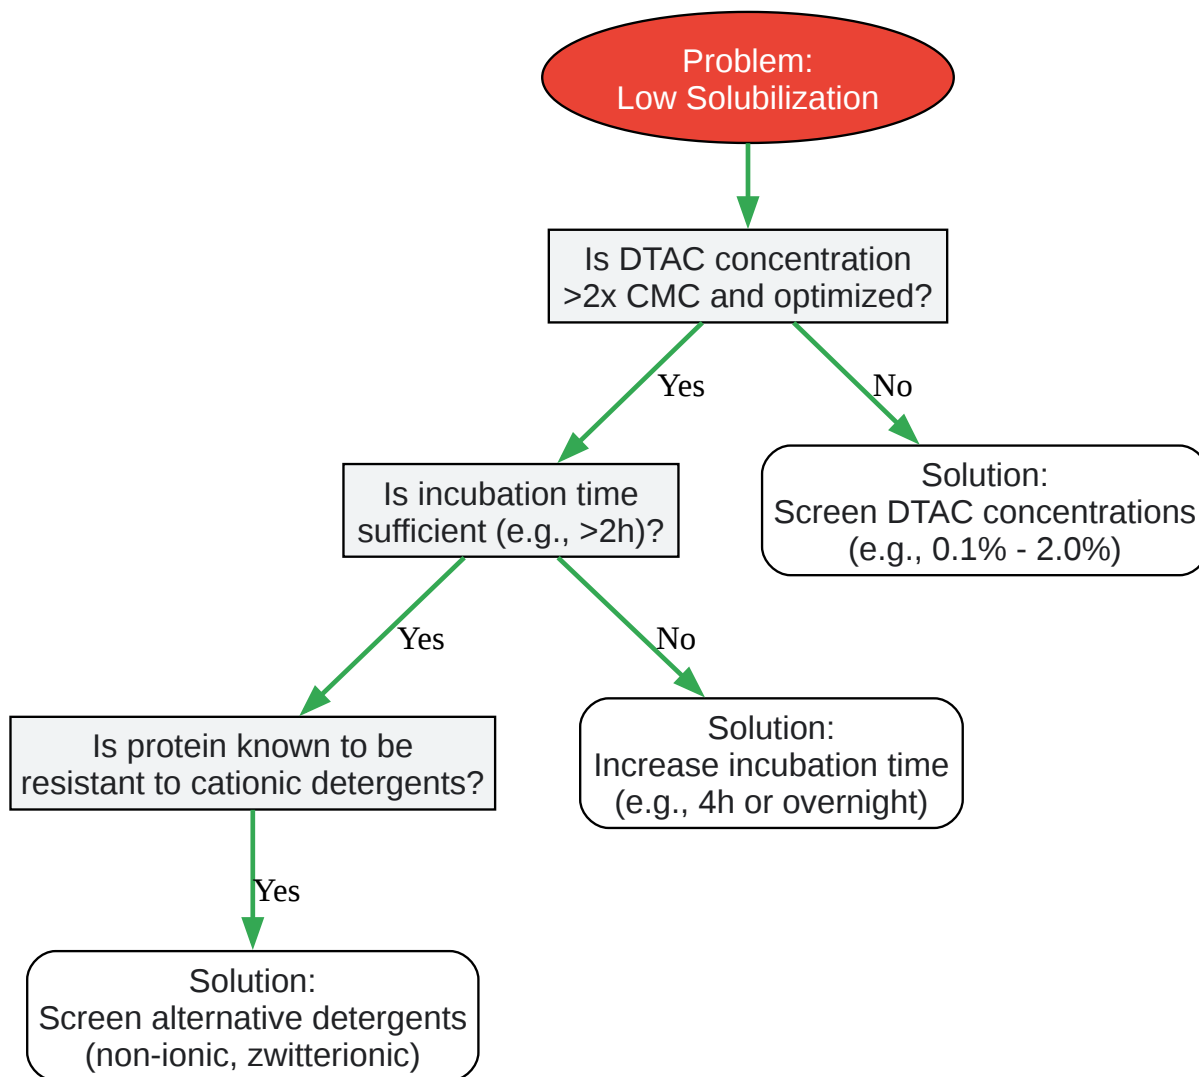 Problem:
Low Solubilization
Is DTAC concentration
>2x CMC and optimized?
Yes
No
Solution:
Screen DTAC concentrations
(e.g., 0.1% - 2.0%)
Is incubation time
sufficient (e.g., >2h)?
Yes
No
Solution:
Increase incubation time
(e.g., 4h or overnight)
Is protein known to be
resistant to cationic detergents?
Yes
Solution:
Screen alternative detergents
(non-ionic, zwitterionic)